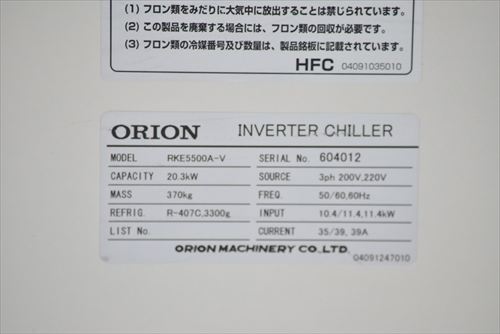 (1) フロン類をみだりに大気中に放出することは禁じられています。
(2) この製品を廃棄する場合には、フロン類の回収が必要です。
(3) フロン類の冷媒番号及び数量は、製品銘板に記載されています。
HFC 04091035010
ORION INVERTER CHILLER
MODEL RKE5500A-V SERIAL No. 604012
CAPACITY 20.3kW SOURCE 3ph 200V,220V
MASS 370kg FREQ. 50/60,60Hz
REFRIG. R-407C,3300g INPUT 10.4/11.4,11.4kW
LIST No. CURRENT 35/39, 39A
ORION MACHINERY CO.,LTD.
04091247010